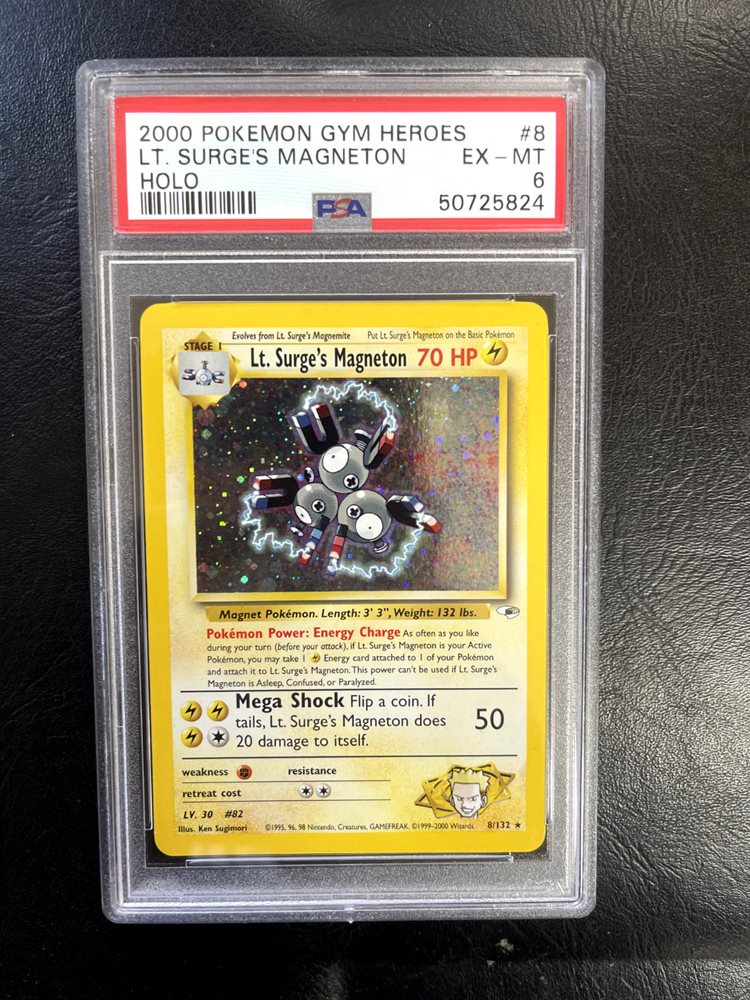 2000 POKEMON GYM HEROES #8
LT. SURGE'S MAGNETON EX - MT
HOLO 6
PSA 50725824
Evolves from Lt. Surge's Magnemite Put Lt. Surge's Magneton on the Basic Pokémon
STAGE 1
Lt. Surge's Magneton 70 HP
Magnet Pokémon. Length: 3' 3", Weight: 132 lbs.
Pokémon Power: Energy Charge As often as you like
during your turn (before your attack), if Lt. Surge's Magneton is your Active
Pokémon, you may take 1 Energy card attached to 1 of your Pokémon
and attach it to Lt. Surge's Magneton. This power can't be used if Lt. Surge's
Magneton is Asleep, Confused, or Paralyzed.
Mega Shock Flip a coin. If
tails, Lt. Surge's Magneton does 50
20 damage to itself.
weakness resistance
retreat cost
LV. 30 #82
Illus. Ken Sugimori ©1995, 96, 98 Nintendo, Creatures, GAMEFREAK. ©1999-2000 Wizards. 8/132 ★